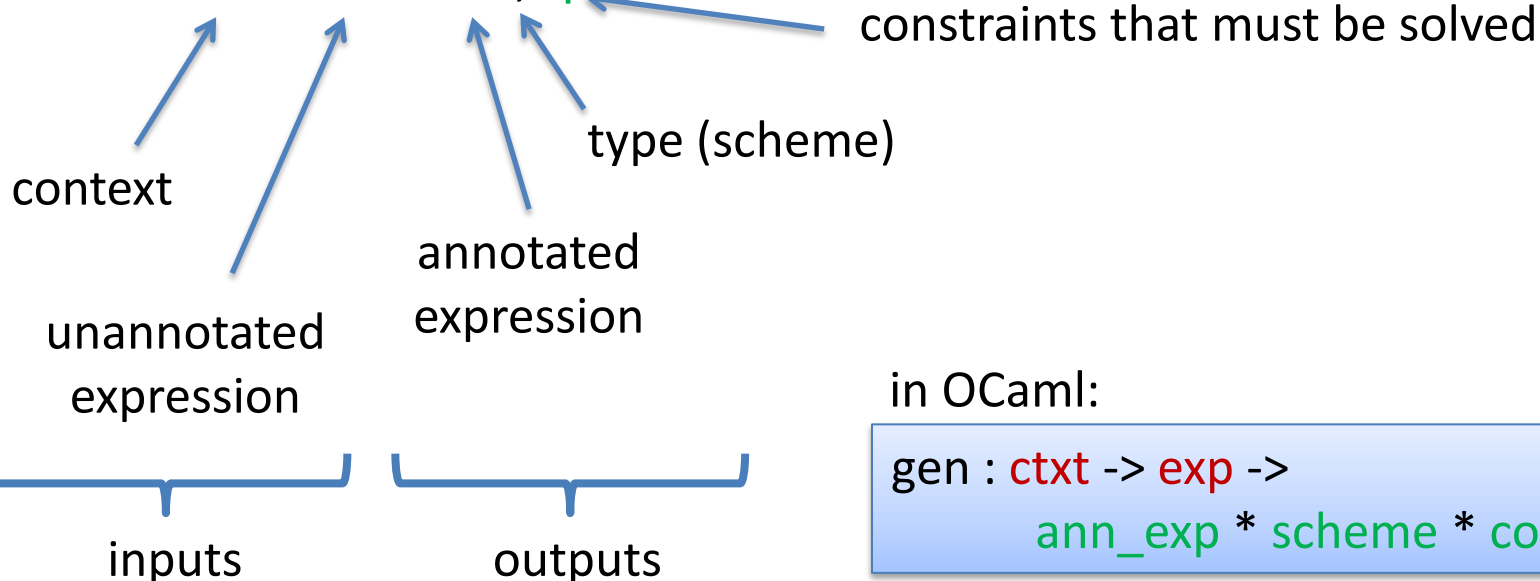 constraints that must be solved
type (scheme)
context
annotated
expression
unannotated
expression
in OCaml:
gen : ctxt -> exp ->
ann_exp * scheme * co
inputs
outputs